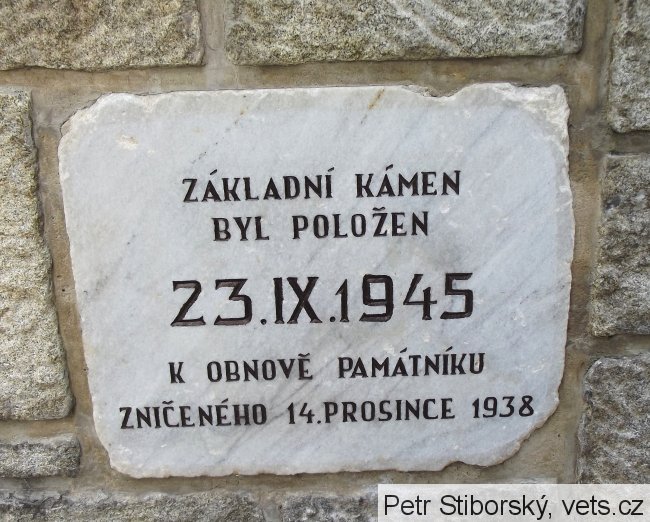 ZÁKLADNÍ KÁMEN
BYL POLOŽEN
23.IX.1945
K OBNOVĚ PAMÁTNÍKU
ZNIČENÉHO 14.PROSINCE 1938
Petr Stiborský, vets.cz